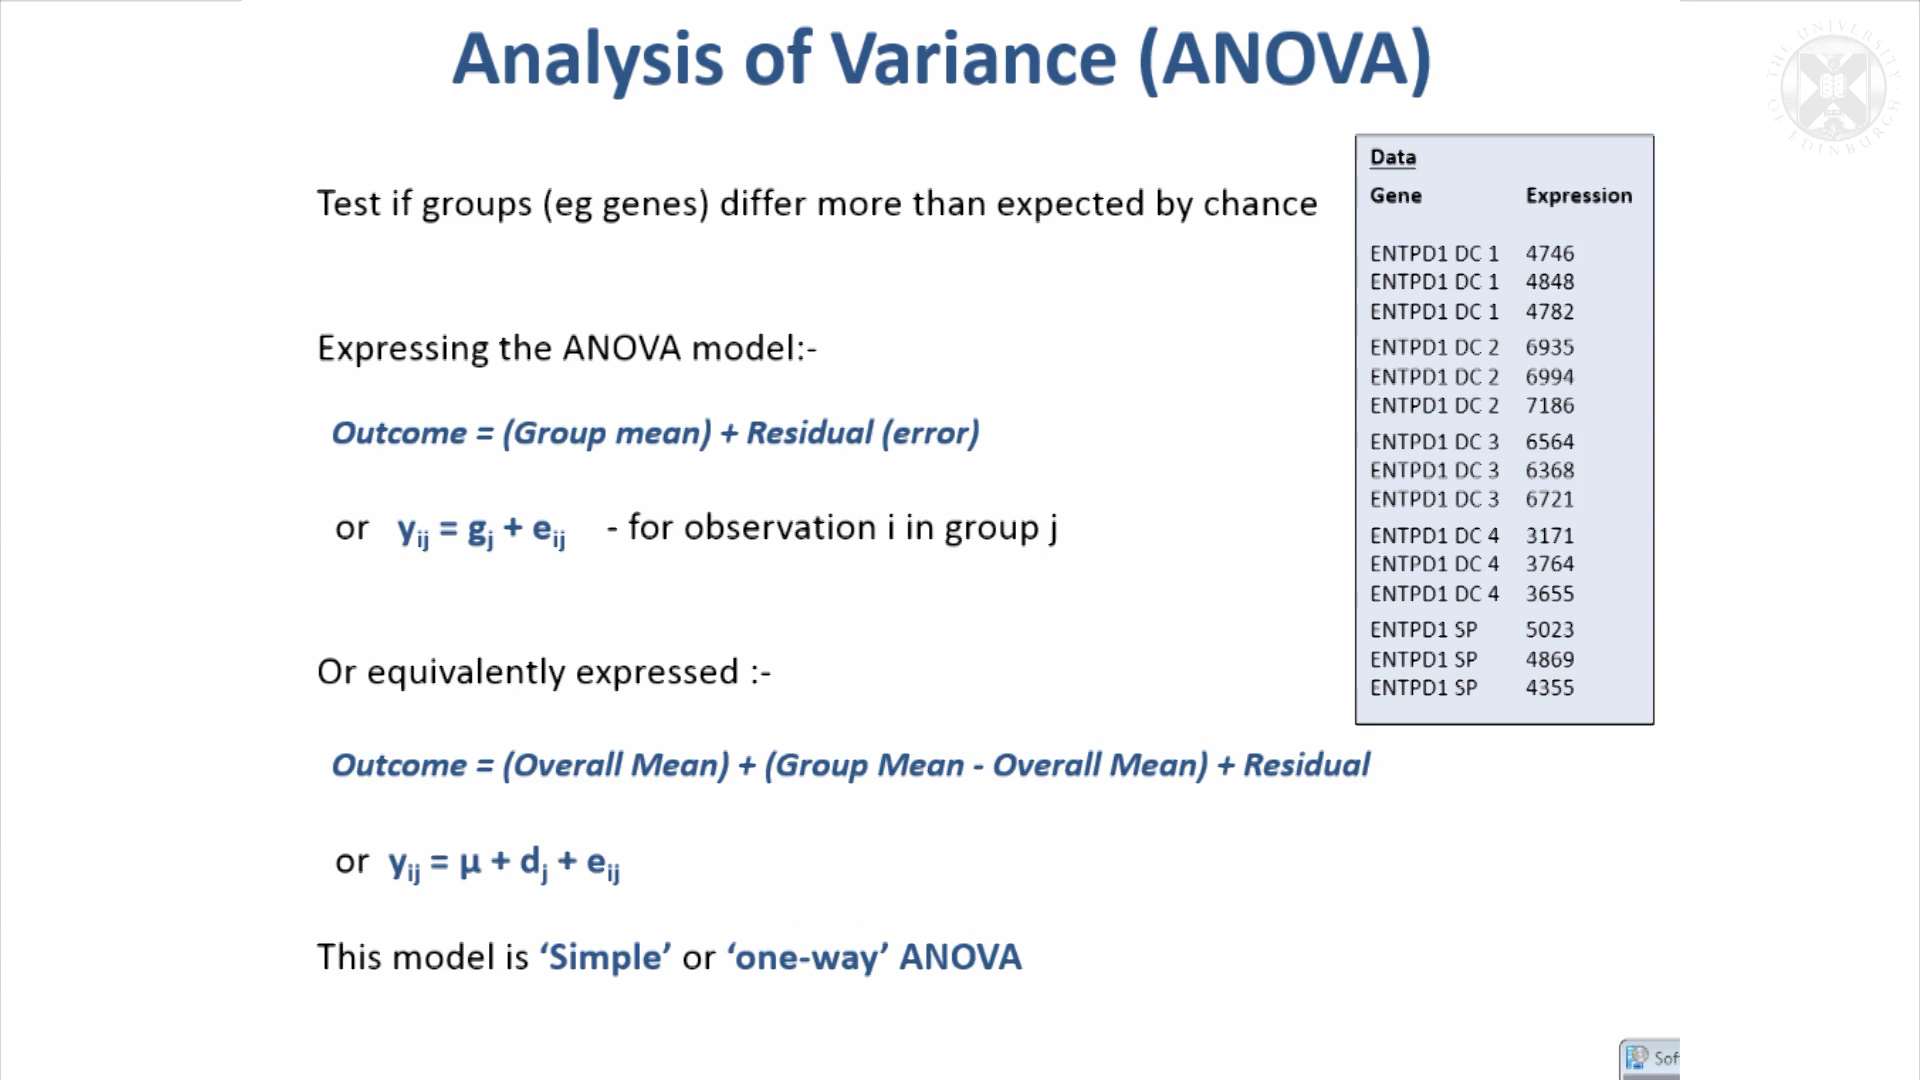 Analysis of Variance (ANOVA)
THE UNIVERSITY OF EDINBURGH
Test if groups (eg genes) differ more than expected by chance
Expressing the ANOVA model:-
Outcome = (Group mean) + Residual (error)
or yij = gj + eij - for observation i in group j
Or equivalently expressed :-
Outcome = (Overall Mean) + (Group Mean - Overall Mean) + Residual
or yij = μ + dj + eij
This model is ‘Simple’ or ‘one-way’ ANOVA
Data
Gene Expression
ENTPD1 DC 1 4746
ENTPD1 DC 1 4848
ENTPD1 DC 1 4782
ENTPD1 DC 2 6935
ENTPD1 DC 2 6994
ENTPD1 DC 2 7186
ENTPD1 DC 3 6564
ENTPD1 DC 3 6368
ENTPD1 DC 3 6721
ENTPD1 DC 4 3171
ENTPD1 DC 4 3764
ENTPD1 DC 4 3655
ENTPD1 SP 5023
ENTPD1 SP 4869
ENTPD1 SP 4355
Sof